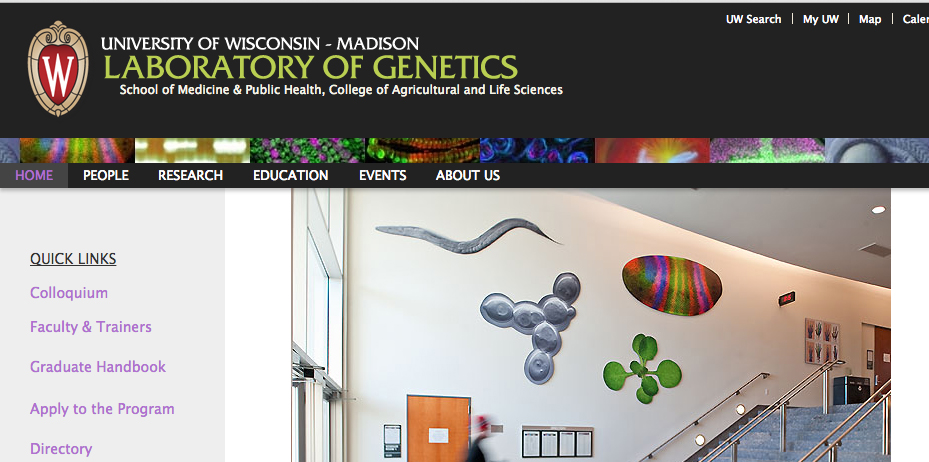 UW Search
My UW
Map
W
UNIVERSITY OF WISCONSIN - MADISON
LABORATORY OF GENETICS
School of Medicine & Public Health, College of Agricultural and Life Sciences
HOME
PEOPLE
RESEARCH
EDUCATION
EVENTS
ABOUT US
QUICK LINKS
Colloquium
Faculty & Trainers
Graduate Handbook
Apply to the Program
Directory